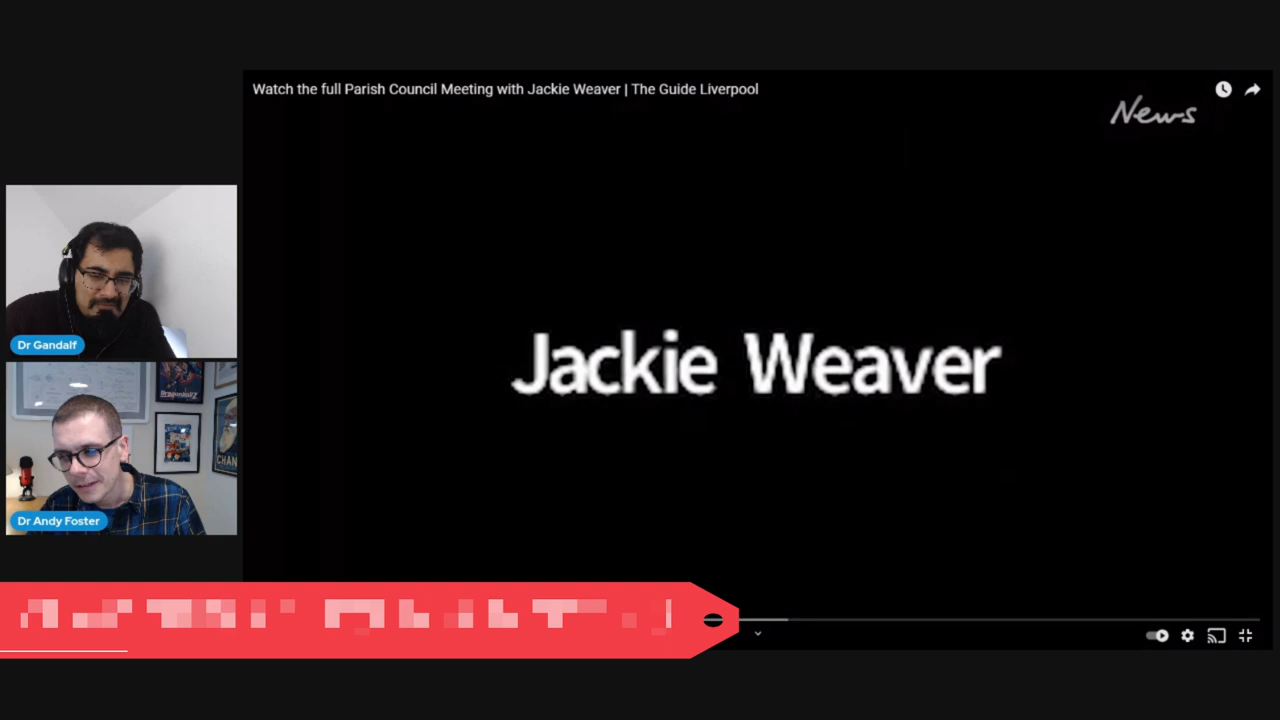 Watch the full Parish Council Meeting with Jackie Weaver | The Guide Liverpool
News
Jackie Weaver
Dr Gandalf
CHAN
Dr Andy Foster